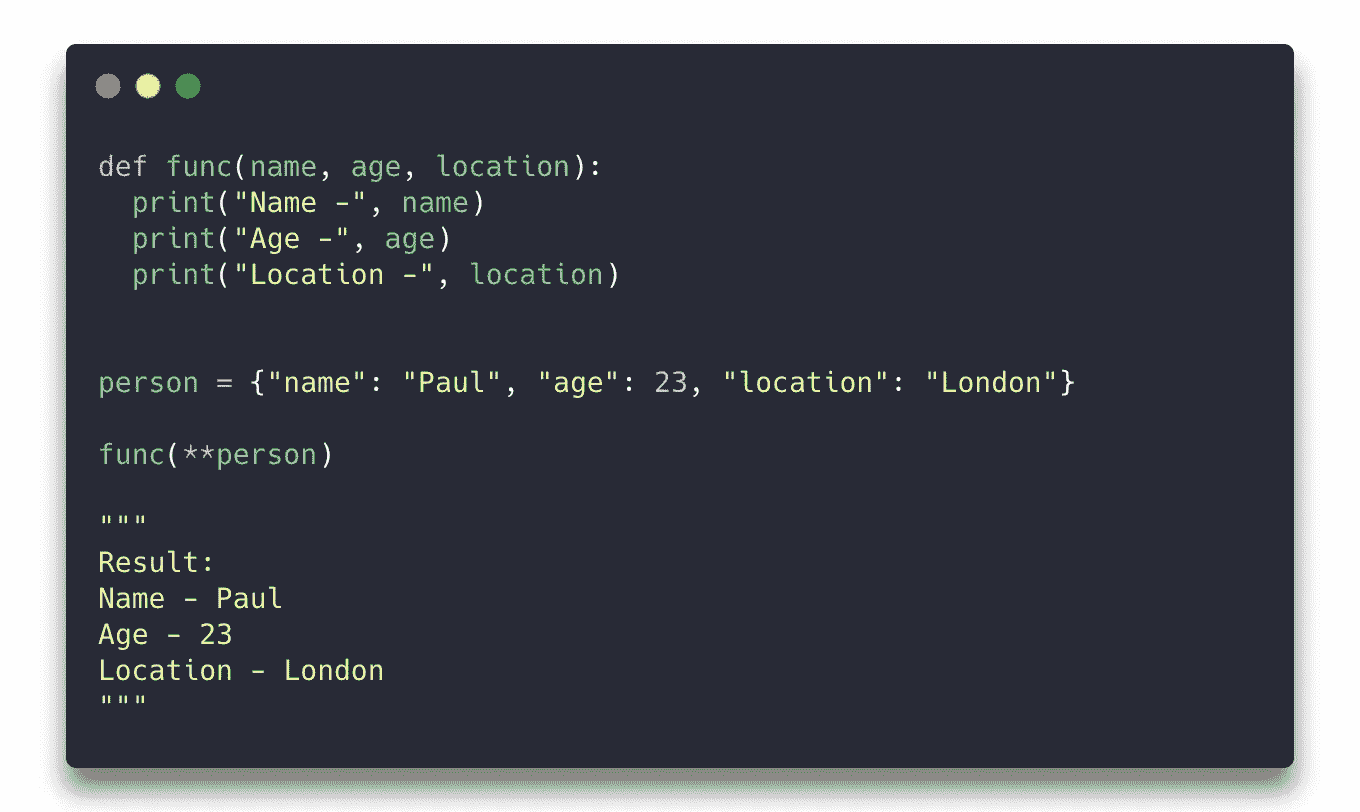 def func(name, age, location):
  print("Name -", name)
  print("Age -", age)
  print("Location -", location)
person = {"name": "Paul", "age": 23, "location": "London"}
func(**person)
"""
Result:
Name - Paul
Age - 23
Location - London
"""